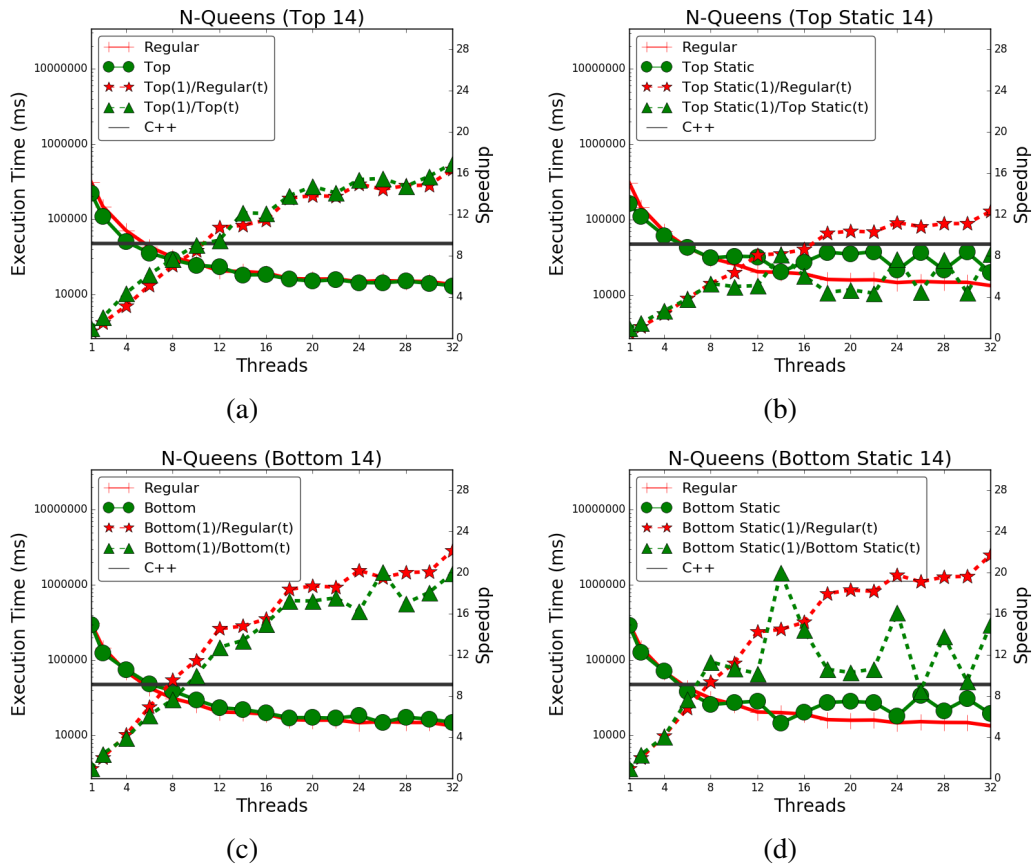 N-Queens (Top 14)
Regular
Top
Top(1)/Regular(t)
Top(1)/Top(t)
C++
Execution Time (ms)
10000000
1000000
100000
10000
28
24
20
16
12
8
4
0
Speedup
1 4 8 12 16 20 24 28 32
Threads
(a)
N-Queens (Top Static 14)
Regular
Top Static
Top Static(1)/Regular(t)
Top Static(1)/Top Static(t)
C++
Execution Time (ms)
10000000
1000000
100000
10000
28
24
20
16
12
8
4
0
Speedup
1 4 8 12 16 20 24 28 32
Threads
(b)
N-Queens (Bottom 14)
Regular
Bottom
Bottom(1)/Regular(t)
Bottom(1)/Bottom(t)
C++
Execution Time (ms)
10000000
1000000
100000
10000
28
24
20
16
12
8
4
0
Speedup
1 4 8 12 16 20 24 28 32
Threads
(c)
N-Queens (Bottom Static 14)
Regular
Bottom Static
Bottom Static(1)/Regular(t)
Bottom Static(1)/Bottom Static(t)
C++
Execution Time (ms)
10000000
1000000
100000
10000
28
24
20
16
12
8
4
0
Speedup
1 4 8 12 16 20 24 28 32
Threads
(d)